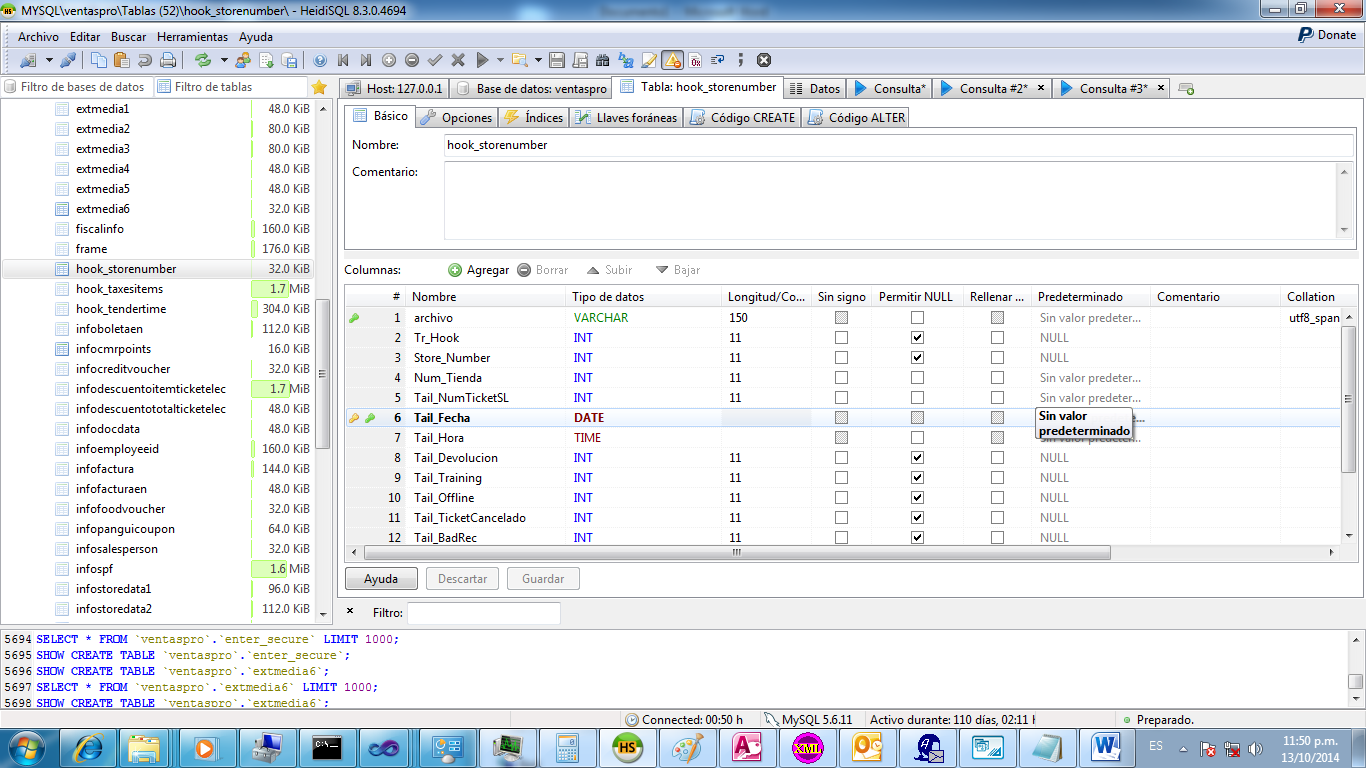 MYSQL\ventaspro\Tablas (52)\hook_storenumber\ - HeidiSQL 8.3.0.4694
Archivo Editar Buscar Herramientas Ayuda
Donate
Filtro de bases de datos
Filtro de tablas
Host: 127.0.0.1
Base de datos: ventaspro
Tabla: hook_storenumber
Datos
Consulta*
Consulta #2*
Consulta #3*
extmedia1 48.0 KiB
extmedia2 80.0 KiB
extmedia3 80.0 KiB
extmedia4 48.0 KiB
extmedia5 48.0 KiB
extmedia6 32.0 KiB
fiscalinfo 160.0 KiB
frame 176.0 KiB
hook_storenumber 32.0 KiB
hook_taxesitems 1.7 MiB
hook_tendertime 304.0 KiB
infoboletaen 112.0 KiB
infocmrpoints 16.0 KiB
infocreditvoucher 32.0 KiB
infodescuentoitemticketelec 1.7 MiB
infodescuentototalticketelec 48.0 KiB
infodocdata 48.0 KiB
infoemployeeid 160.0 KiB
infofactura 144.0 KiB
infofacturaen 48.0 KiB
infofoodvoucher 32.0 KiB
infopanguicoupon 64.0 KiB
infosalesperson 32.0 KiB
infospf 1.6 MiB
infostoredata1 96.0 KiB
infostoredata2 112.0 KiB
Básico
Opciones
Índices
Llaves foráneas
Código CREATE
Código ALTER
Nombre: hook_storenumber
Comentario:
Columnas: Agregar Borrar Subir Bajar
# Nombre Tipo de datos Longitud/Co... Sin signo Permitir NULL Rellenar ... Predeterminado Comentario Collation
1 archivo VARCHAR 150 Sin valor predeter... utf8_span
2 Tr_Hook INT 11 NULL
3 Store_Number INT 11 NULL
4 Num_Tienda INT 11 Sin valor predeter...
5 Tail_NumTicketSL INT 11 Sin valor predeter...
6 Tail_Fecha DATE
Sin valor
predeterminado
7 Tail_Hora TIME Sin valor predeter...
8 Tail_Devolucion INT 11 NULL
9 Tail_Training INT 11 NULL
10 Tail_Offline INT 11 NULL
11 Tail_TicketCancelado INT 11 NULL
12 Tail_BadRec INT 11 NULL
Ayuda Descartar Guardar
Filtro:
5694 SELECT * FROM `ventaspro`.`enter_secure` LIMIT 1000;
5695 SHOW CREATE TABLE `ventaspro`.`enter_secure`;
5696 SHOW CREATE TABLE `ventaspro`.`extmedia6`;
5697 SELECT * FROM `ventaspro`.`extmedia6` LIMIT 1000;
5698 SHOW CREATE TABLE `ventaspro`.`extmedia6`;
Connected: 00:50 h
MySQL 5.6.11
Activo durante: 110 días, 02:11 h
Preparado.
HS
XML
ES
11:50 p.m.
13/10/2014